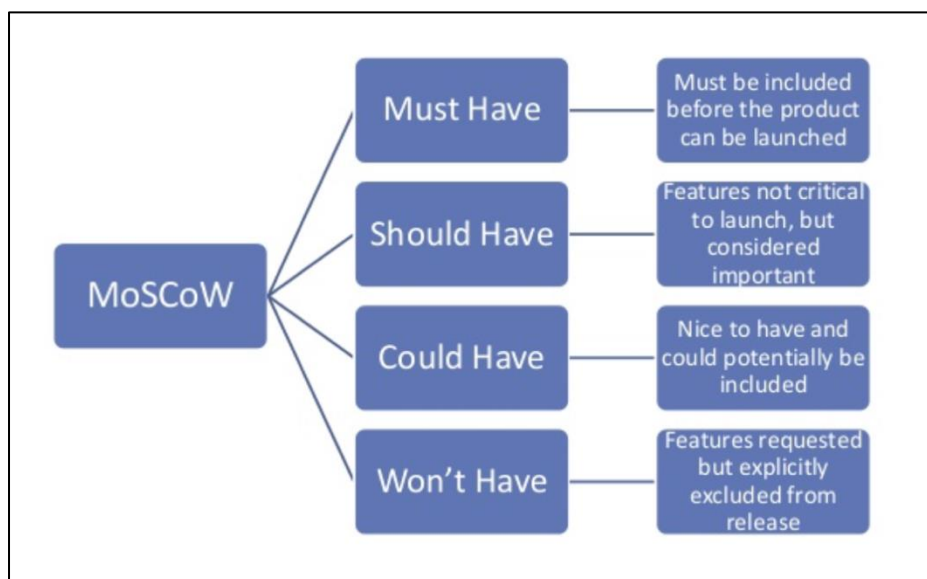 MoSCoW
Must Have
Must be included
before the product
can be launched
Should Have
Features not critical
to launch, but
considered
important
Could Have
Nice to have and
could potentially be
included
Won’t Have
Features requested
but explicitly
excluded from
release